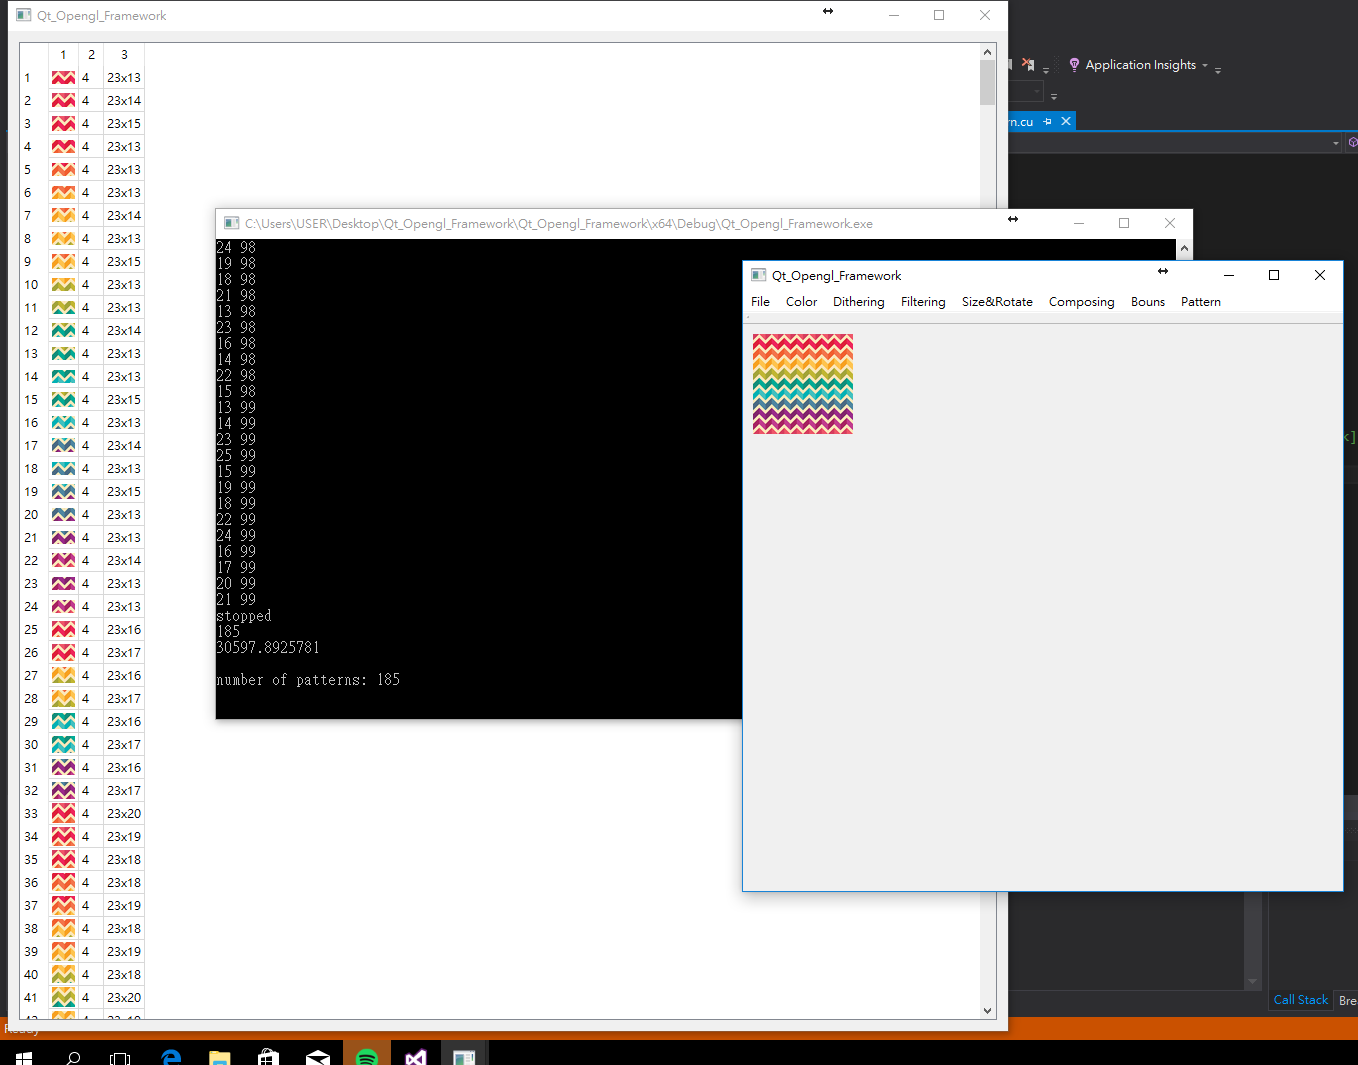 Qt_Opengl_Framework
1 2 3
1 4 23x13
2 4 23x14
3 4 23x15
4 4 23x13
5 4 23x13
6 4 23x13
7 4 23x14
8 4 23x13
9 4 23x15
10 4 23x13
11 4 23x13
12 4 23x14
13 4 23x13
14 4 23x13
15 4 23x15
16 4 23x13
17 4 23x14
18 4 23x13
19 4 23x15
20 4 23x13
21 4 23x13
22 4 23x14
23 4 23x13
24 4 23x13
25 4 23x16
26 4 23x17
27 4 23x16
28 4 23x17
29 4 23x16
30 4 23x17
31 4 23x16
32 4 23x17
33 4 23x20
34 4 23x19
35 4 23x18
36 4 23x18
37 4 23x19
38 4 23x18
39 4 23x19
40 4 23x18
41 4 23x20
Application Insights
rn.cu
C:\Users\USER\Desktop\Qt_Opengl_Framework\Qt_Opengl_Framework\x64\Debug\Qt_Opengl_Framework.exe
24 98
19 98
18 98
21 98
13 98
23 98
16 98
14 98
22 98
15 98
13 99
14 99
23 99
25 99
15 99
19 99
18 99
22 99
24 99
16 99
17 99
20 99
21 99
stopped
185
30597.8925781
number of patterns: 185
Qt_Opengl_Framework
File Color Dithering Filtering Size&Rotate Composing Bouns Pattern
k]
Call Stack Bre
Ready